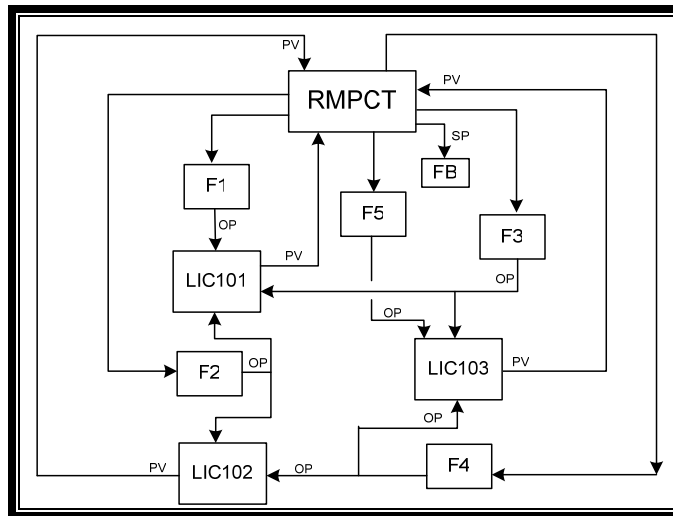 PV
PV
RMPCT
SP
FB
F1
F5
F3
OP
PV
OP
LIC101
OP
LIC103
PV
F2
OP
OP
PV
LIC102
OP
F4